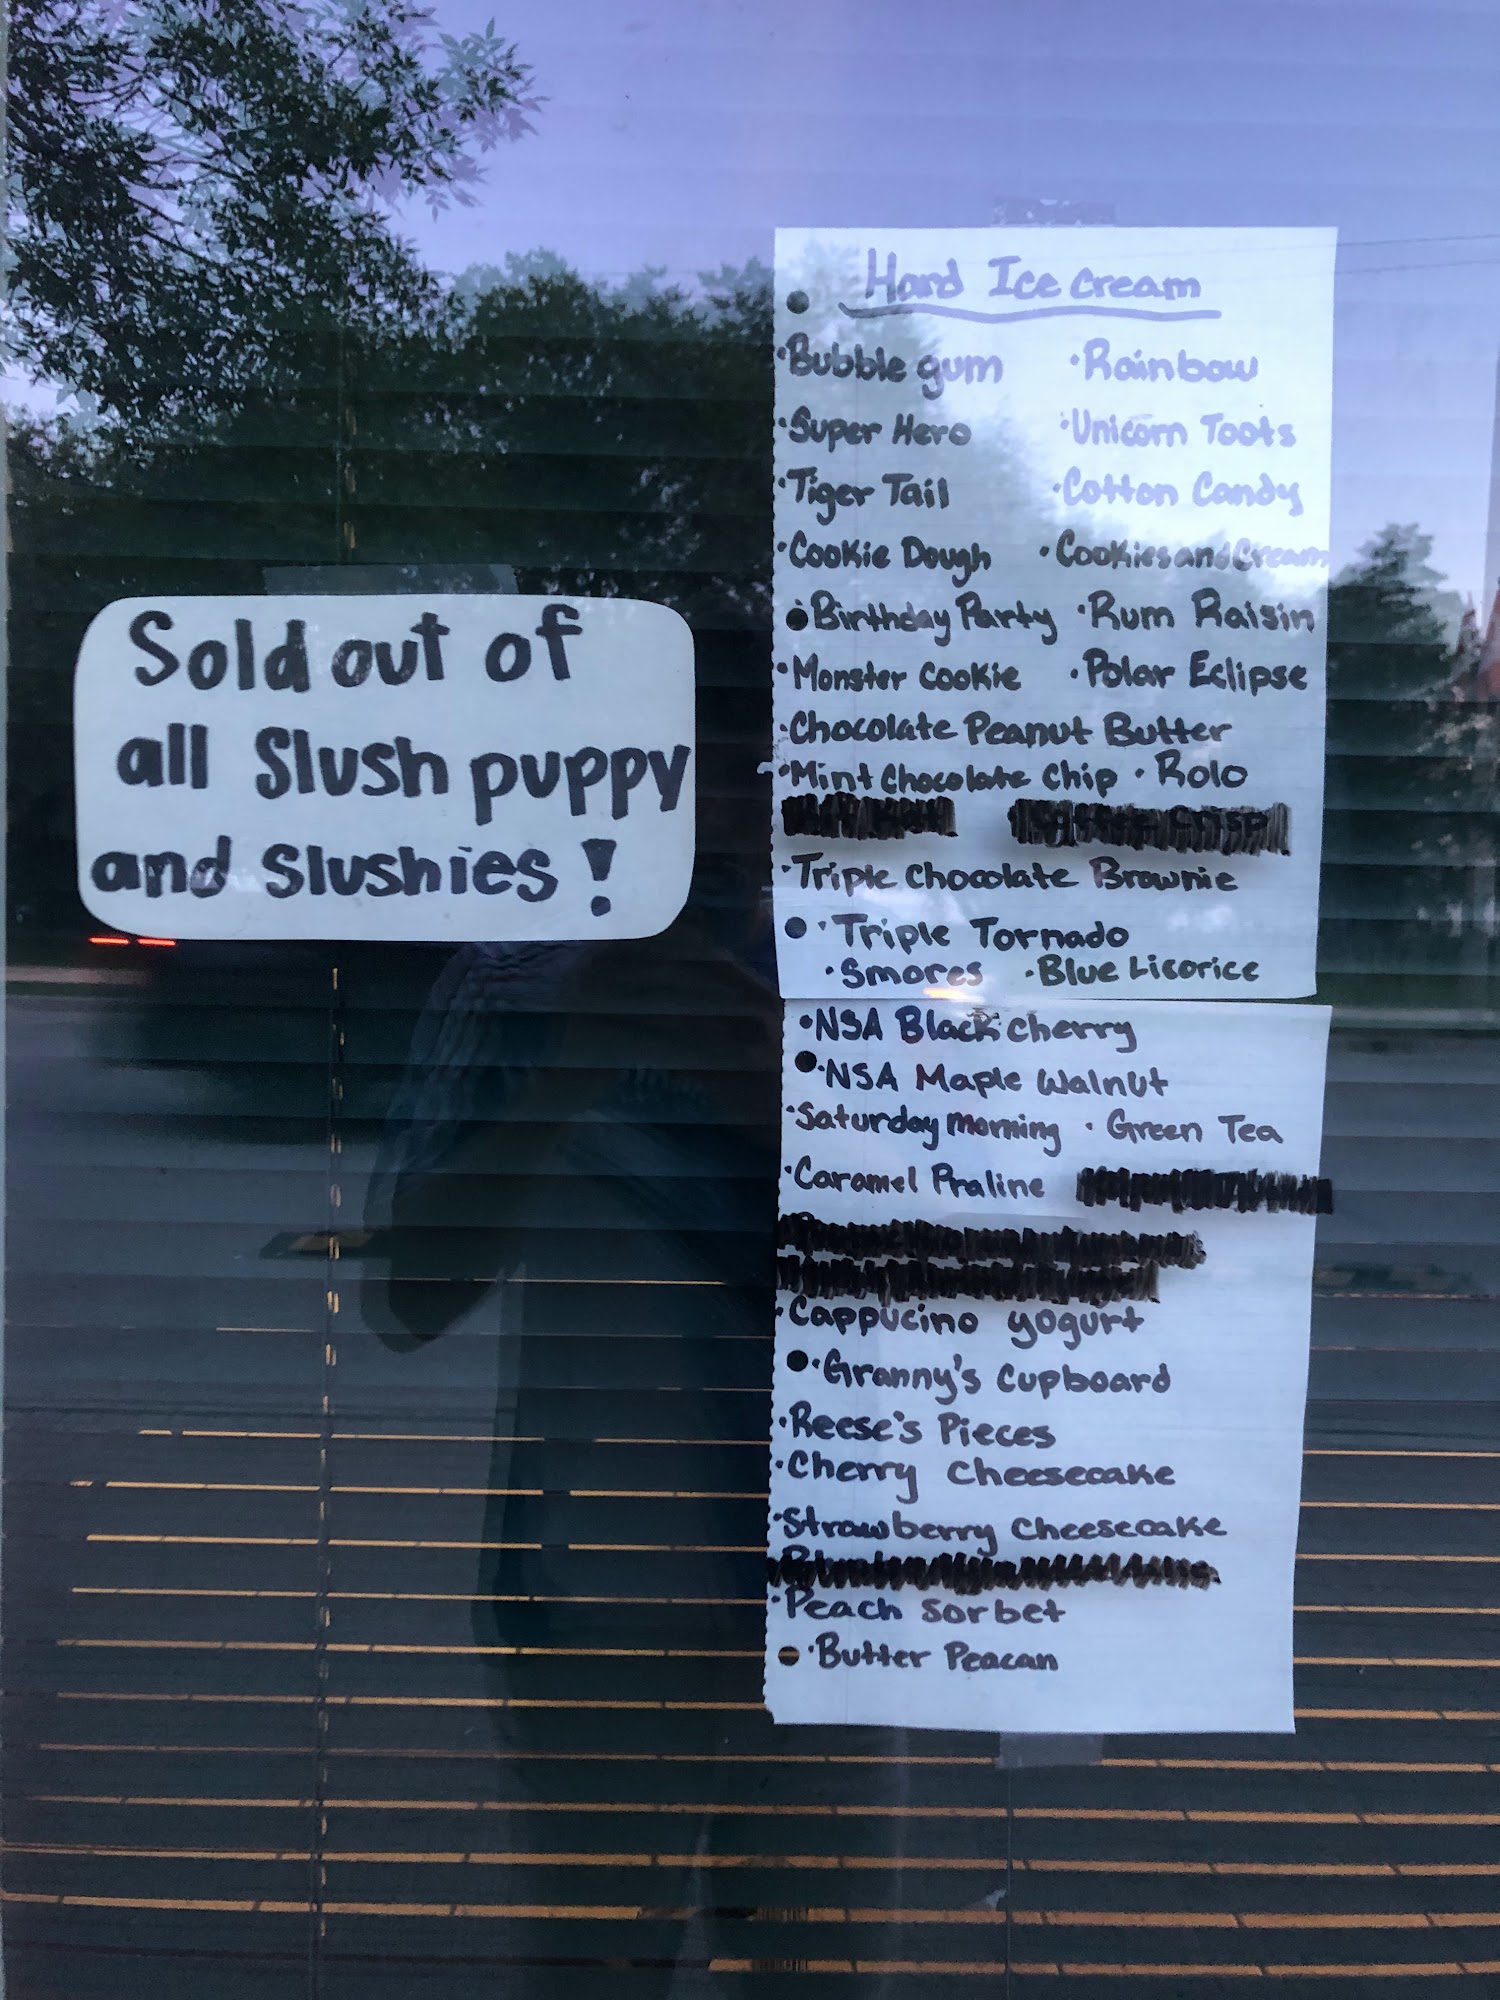 Sold out of
all Slush puppy
and Slushies !
Hard Ice Cream
•Bubble gum •Rainbow
•Super Hero •Unicorn Toots
•Tiger Tail •Cotton Candy
•Cookie Dough •Cookies and Cream
•Birthday Party •Rum Raisin
•Monster Cookie •Polar Eclipse
•Chocolate Peanut Butter
•Mint Chocolate Chip •Rolo
Crisp
•Triple Chocolate Brownie
•Triple Tornado
•Smores •Blue Licorice
•NSA Black cherry
•NSA Maple Walnut
•Saturday morning •Green Tea
•Caramel Praline
•Cappucino yogurt
•Granny's Cupboard
•Reese's Pieces
•Cherry Cheesecake
•Strawberry Cheesecake
•Peach Sorbet
•Butter Peacan